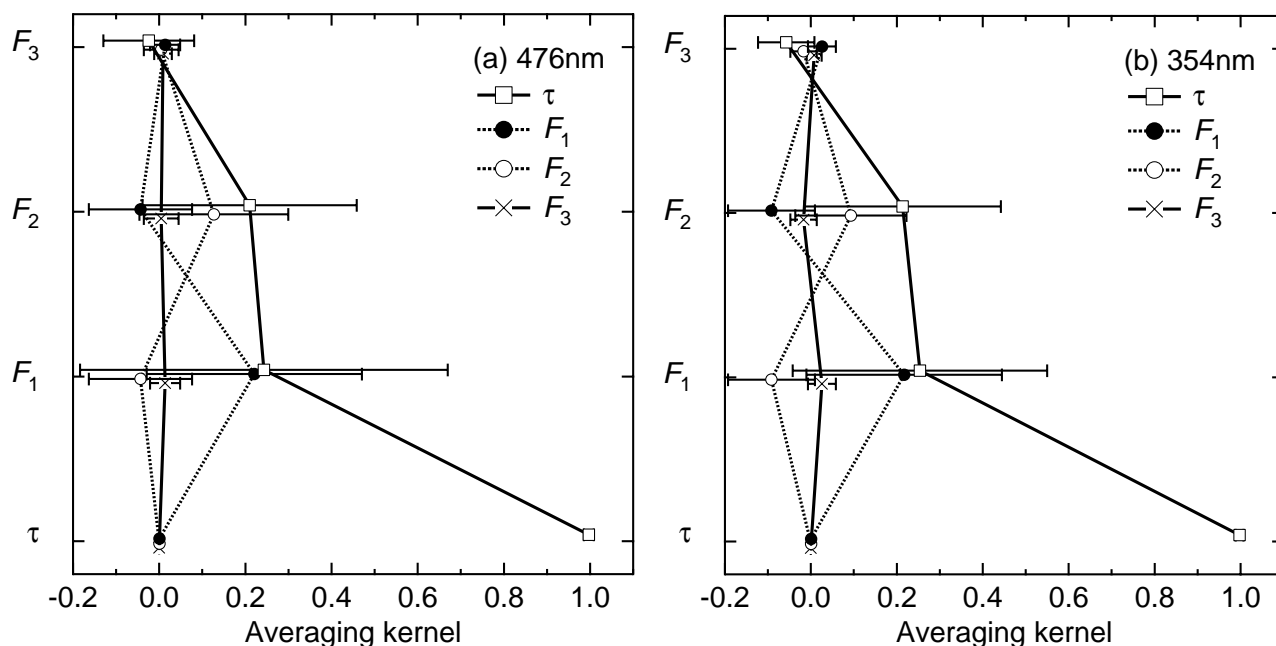 (a) 476nm
τ
F₁
F₂
F₃
F₃
F₂
F₁
τ
-0.2 0.0 0.2 0.4 0.6 0.8 1.0
Averaging kernel
(b) 354nm
τ
F₁
F₂
F₃
F₃
F₂
F₁
τ
-0.2 0.0 0.2 0.4 0.6 0.8 1.0
Averaging kernel